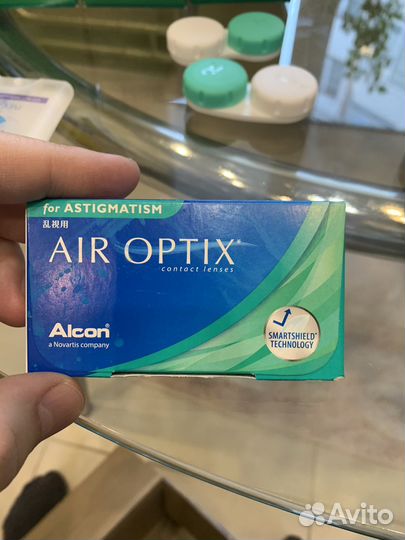 for ASTIGMATISM
乱視用
AIR OPTIX®
contact lenses
Alcon®
a Novartis company
SMARTSHIELD®
TECHNOLOGY
Avito